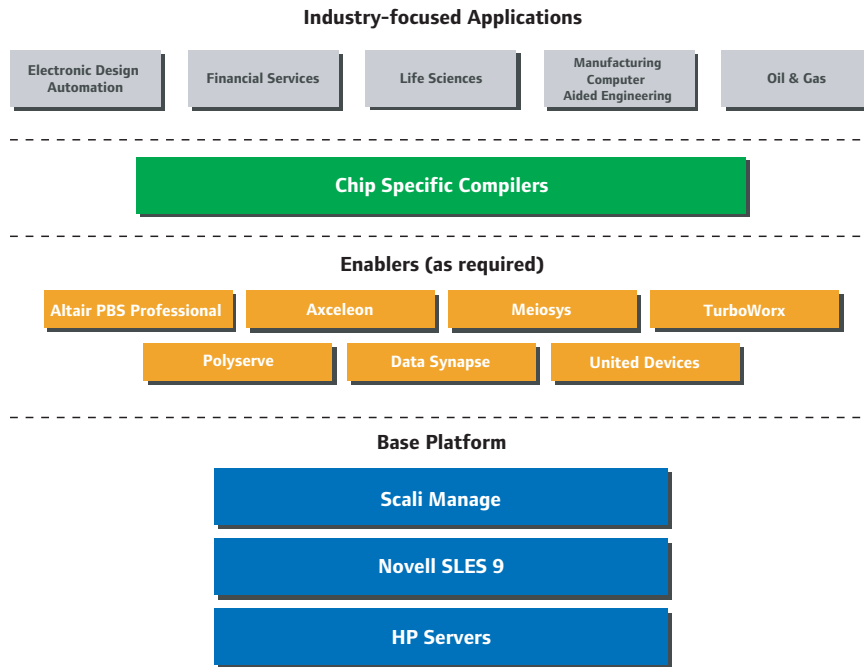 Industry-focused Applications
Electronic Design
Automation
Financial Services
Life Sciences
Manufacturing
Computer
Aided Engineering
Oil & Gas
Chip Specific Compilers
Enablers (as required)
Altair PBS Professional
Axceleon
Meiosys
TurboWorx
Polyserve
Data Synapse
United Devices
Base Platform
Scali Manage
Novell SLES 9
HP Servers